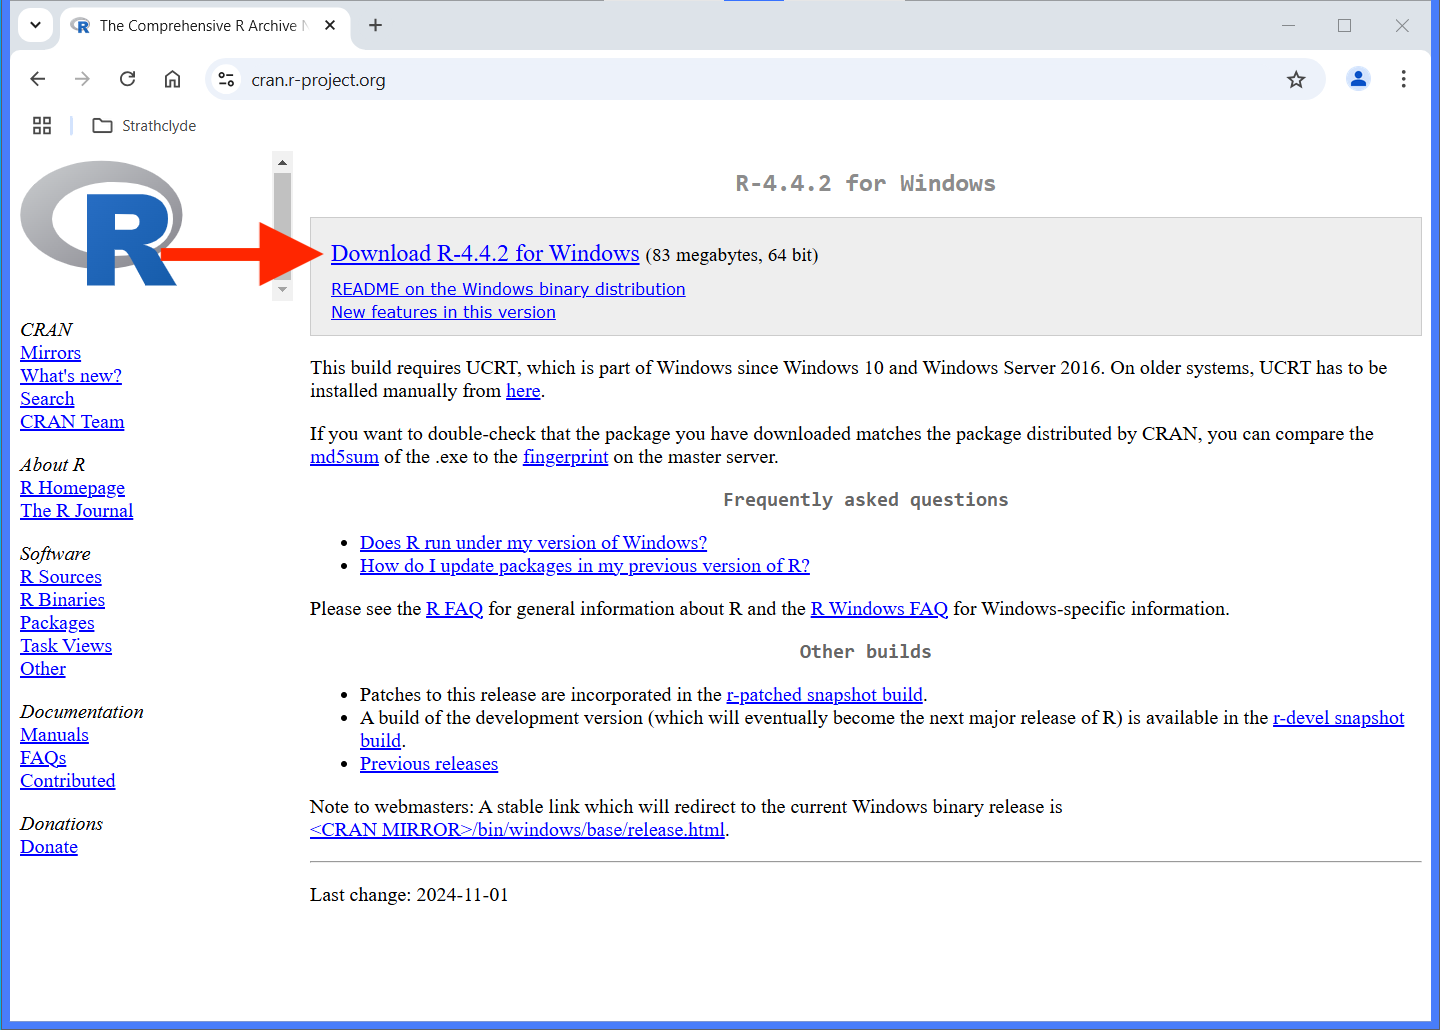 The Comprehensive R Archive
cran.r-project.org
Strathclyde
R
CRAN
Mirrors
What's new?
Search
CRAN Team
About R
R Homepage
The R Journal
Software
R Sources
R Binaries
Packages
Task Views
Other
Documentation
Manuals
FAQs
Contributed
Donations
Donate
R-4.4.2 for Windows
Download R-4.4.2 for Windows (83 megabytes, 64 bit)
README on the Windows binary distribution
New features in this version
This build requires UCRT, which is part of Windows since Windows 10 and Windows Server 2016. On older systems, UCRT has to be
installed manually from here.
If you want to double-check that the package you have downloaded matches the package distributed by CRAN, you can compare the
md5sum of the .exe to the fingerprint on the master server.
Frequently asked questions
• Does R run under my version of Windows?
• How do I update packages in my previous version of R?
Please see the R FAQ for general information about R and the R Windows FAQ for Windows-specific information.
Other builds
• Patches to this release are incorporated in the r-patched snapshot build.
• A build of the development version (which will eventually become the next major release of R) is available in the r-devel snapshot
build.
• Previous releases
Note to webmasters: A stable link which will redirect to the current Windows binary release is
<CRAN MIRROR>/bin/windows/base/release.html.
Last change: 2024-11-01